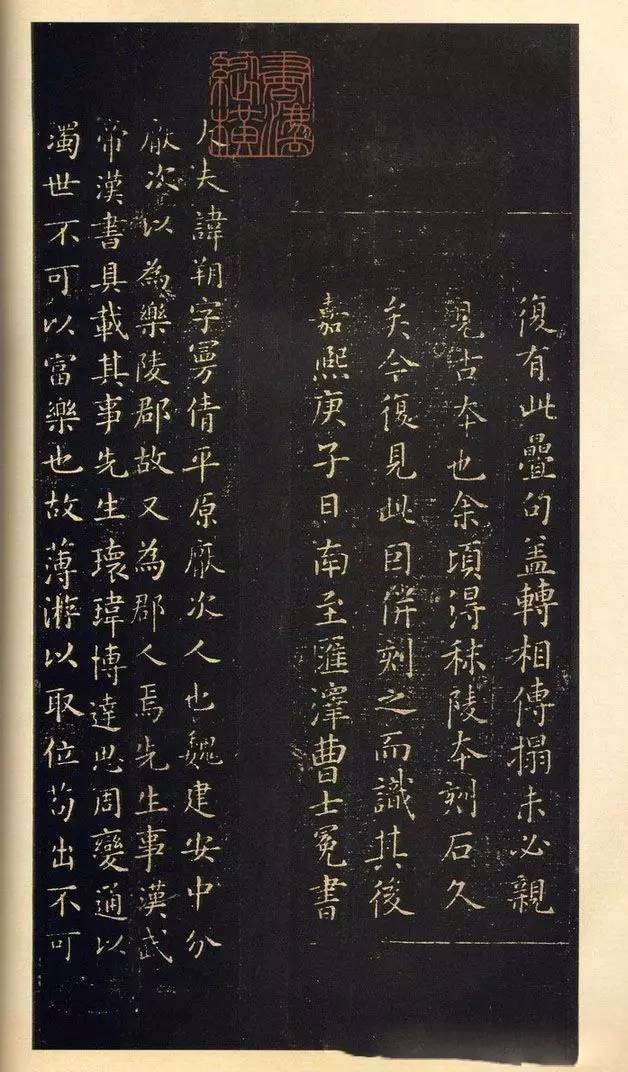 復有此疊句蓋轉相傳搨未必親
見古本也余頃得秣陵本刻石久
矣今復見此因併刻之而識其後
嘉熙庚子日南至匯澤曹士冕書
大夫諱朔字曼倩平原厭次人也魏建安中分
厭次以為樂陵郡故又為郡人焉先生事漢武
帝漢書具載其事先生瓌瑋博達思周變通以
濁世不可以富樂也故薄游以取位苟出不可